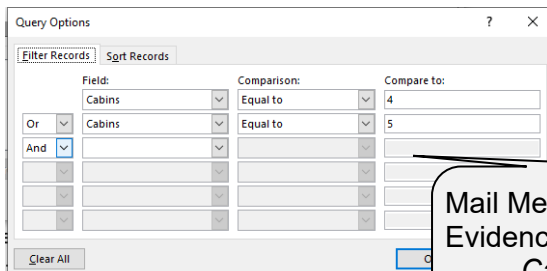 Query Options ? ×
Filter Records Sort Records
Field: Comparison: Compare to:
Cabins Equal to 4
Or Cabins Equal to 5
And
Clear All
Mail Me
Evidenc